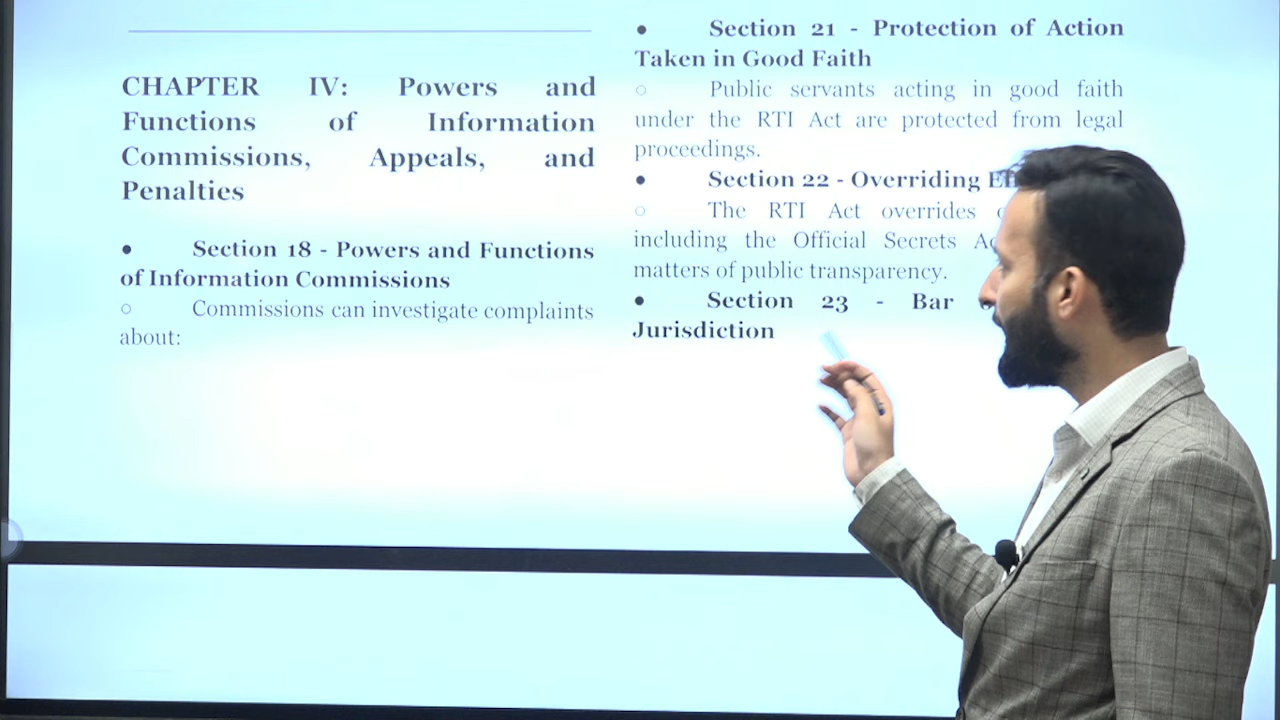 CHAPTER IV: Powers and
Functions of Information
Commissions, Appeals, and
Penalties
● Section 18 - Powers and Functions
of Information Commissions
○ Commissions can investigate complaints
about:
● Section 21 - Protection of Action
Taken in Good Faith
○ Public servants acting in good faith
under the RTI Act are protected from legal
proceedings.
● Section 22 - Overriding
○ The RTI Act overrides
including the Official Secrets
matters of public transparency.
● Section 23 - Bar
Jurisdiction